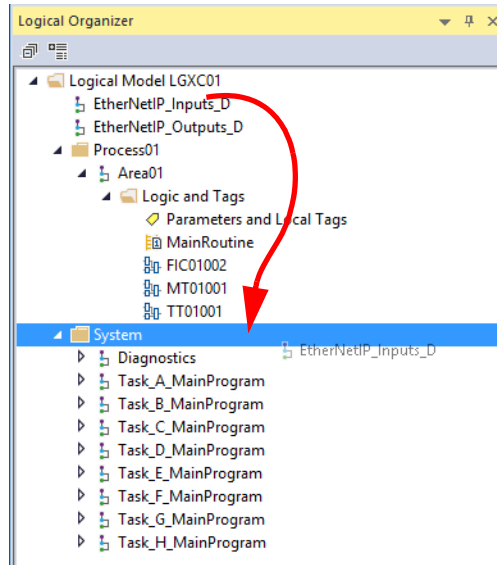 Logical Organizer
Logical Model LGXC01
EtherNetIP_Inputs_D
EtherNetIP_Outputs_D
Process01
Area01
Logic and Tags
Parameters and Local Tags
MainRoutine
FIC01002
MT01001
TT01001
System
EtherNetIP_Inputs_D
Diagnostics
Task_A_MainProgram
Task_B_MainProgram
Task_C_MainProgram
Task_D_MainProgram
Task_E_MainProgram
Task_F_MainProgram
Task_G_MainProgram
Task_H_MainProgram